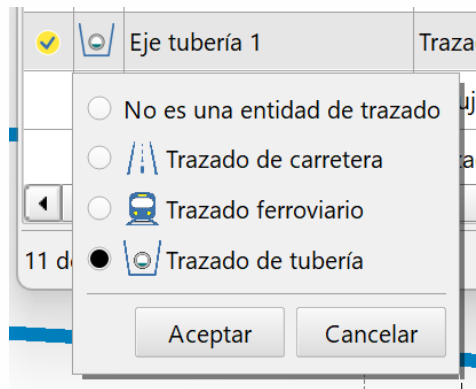 Eje tubería 1
Traza
No es una entidad de trazado
Trazado de carretera
Trazado ferroviario
11 d
Trazado de tubería
Aceptar
Cancelar